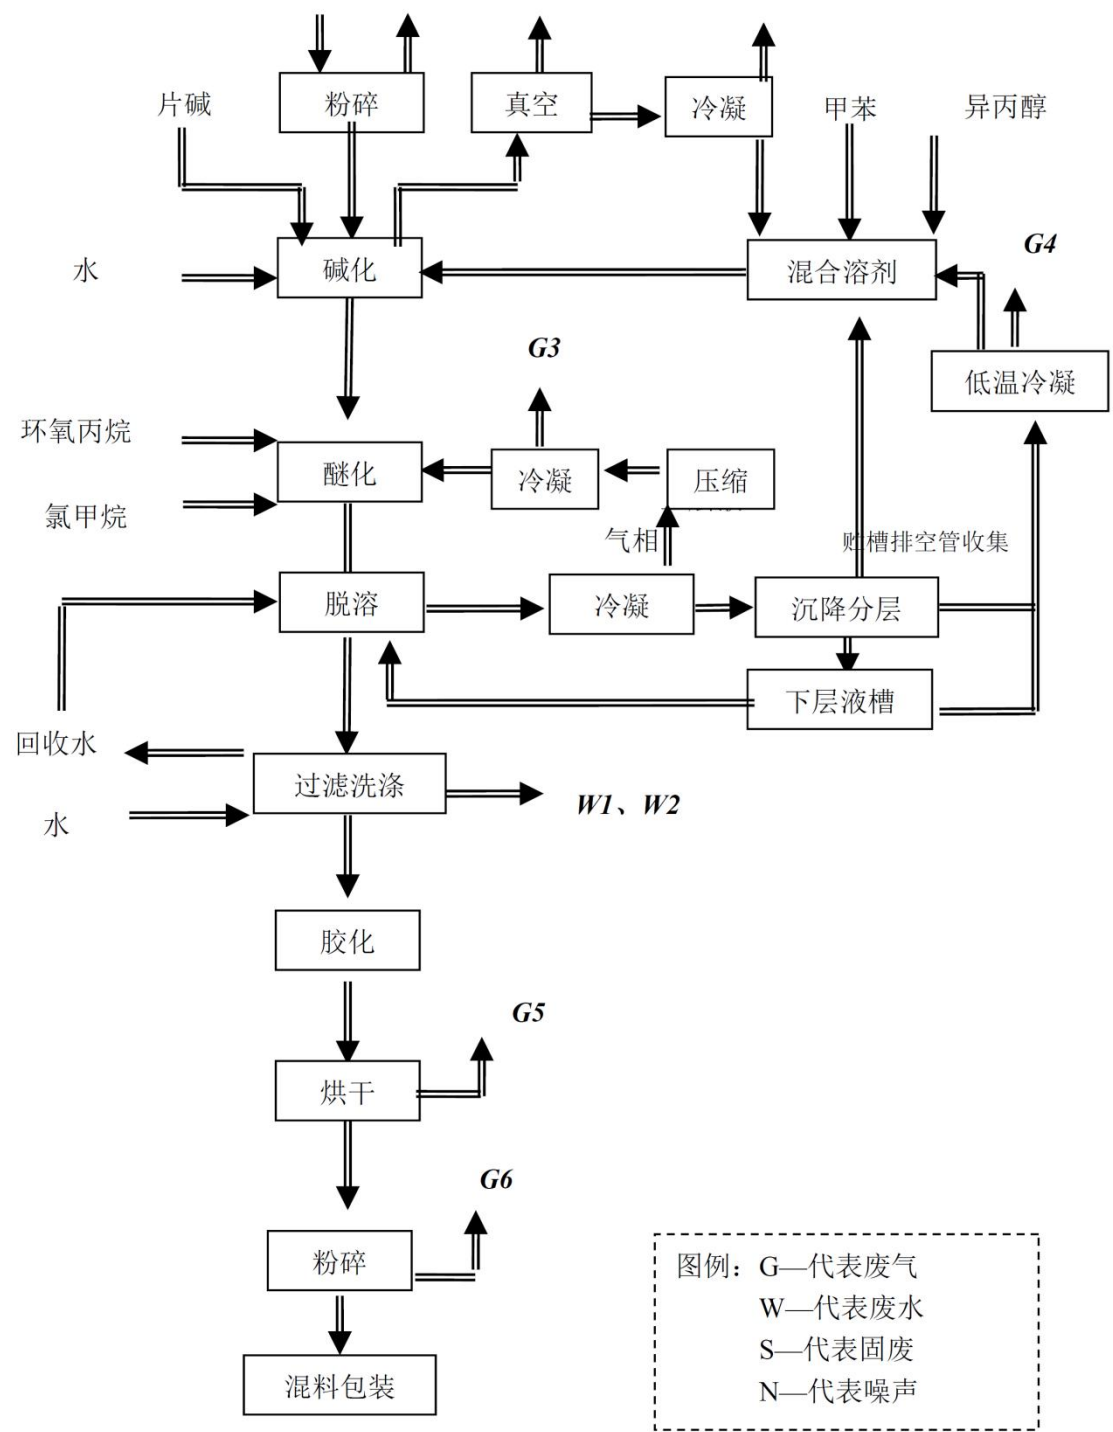 片碱
粉碎
真空
冷凝
甲苯
异丙醇
水
碱化
混合溶剂
G4
G3
低温冷凝
环氧丙烷
醚化
冷凝
压缩
氯甲烷
气相
贮槽排空管收集
脱溶
冷凝
沉降分层
下层液槽
回收水
过滤洗涤
水
W1、W2
胶化
G5
烘干
G6
粉碎
混料包装
图例：G—代表废气
W—代表废水
S—代表固废
N—代表噪声